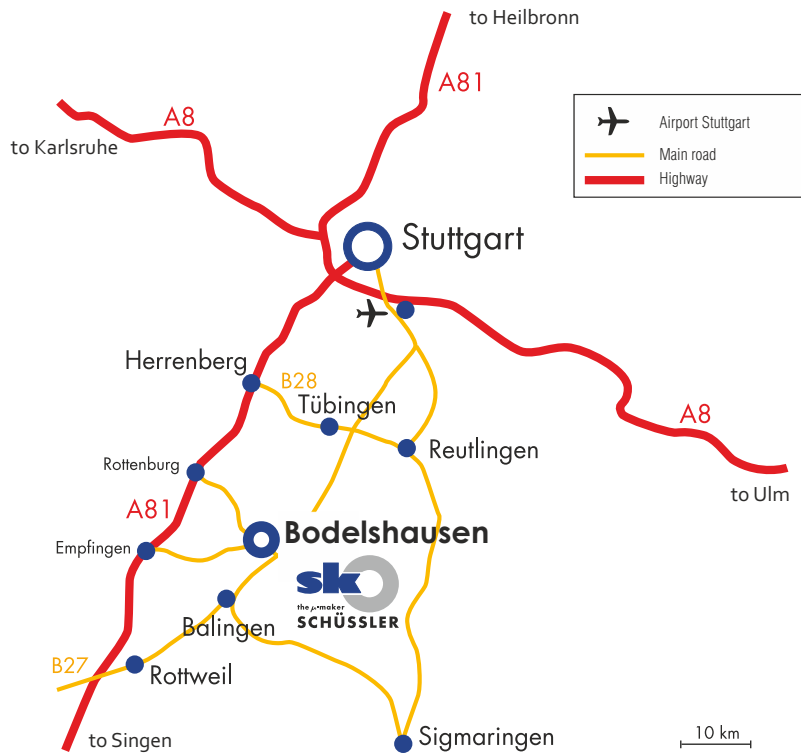 to Heilbronn
A81
A8
to Karlsruhe
Airport Stuttgart
Main road
Highway
Stuttgart
Herrenberg
B28
Tübingen
Reutlingen
A8
to Ulm
Rottenburg
A81
Bodelshausen
Empfingen
sk
the µ-maker
SCHÜSSLER
Balingen
B27
Rottweil
to Singen
Sigmaringen
10 km